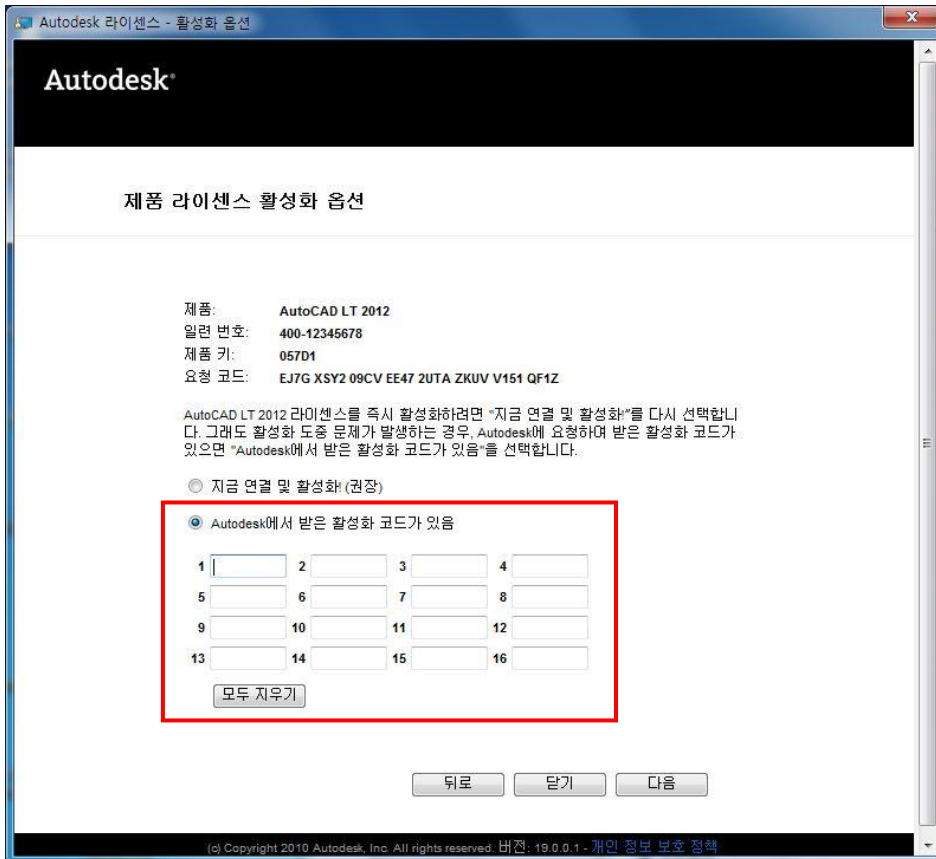 Autodesk 라이센스 - 활성화 옵션
Autodesk®
제품 라이센스 활성화 옵션
제품: AutoCAD LT 2012
일련 번호: 400-12345678
제품 키: 057D1
요청 코드: EJ7G XSY2 09CV EE47 2UTA ZKUV V151 QF1Z
AutoCAD LT 2012 라이센스를 즉시 활성화하려면 "지금 연결 및 활성화!"를 다시 선택합니
다. 그래도 활성화 도중 문제가 발생하는 경우, Autodesk에 요청하여 받은 활성화 코드가
있으면 "Autodesk에서 받은 활성화 코드가 있음"을 선택합니다.
지금 연결 및 활성화! (권장)
Autodesk에서 받은 활성화 코드가 있음
1 2 3 4
5 6 7 8
9 10 11 12
13 14 15 16
모두 지우기
뒤로 닫기 다음
(c) Copyright 2010 Autodesk, Inc. All rights reserved. 버전: 19.0.0.1 - 개인 정보 보호 정책